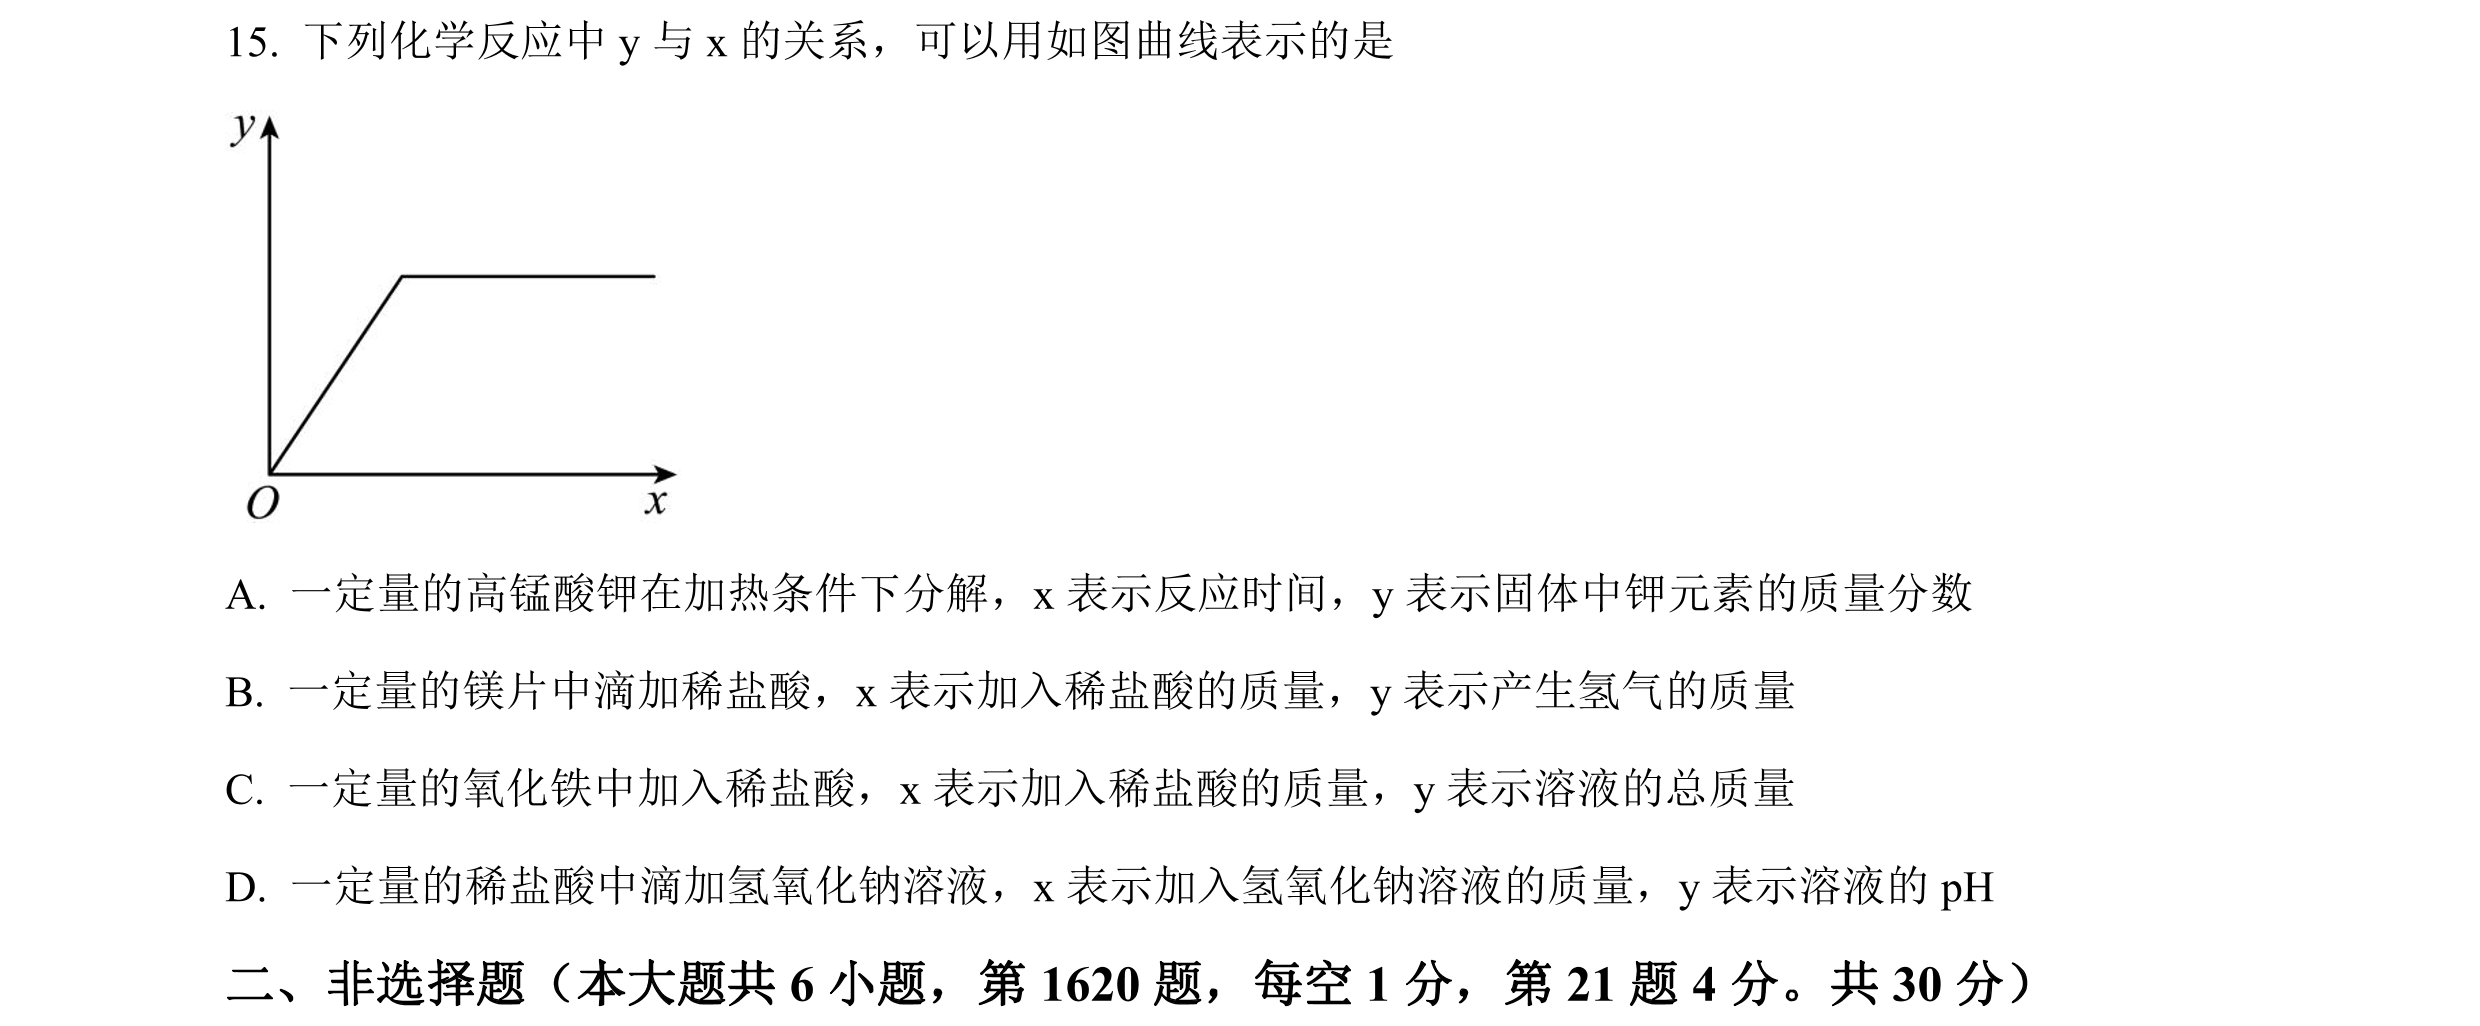 15. 下列化学反应中 y 与 x 的关系，可以用如图曲线表示的是
y
O
x
A. 一定量的高锰酸钾在加热条件下分解，x 表示反应时间，y 表示固体中钾元素的质量分数
B. 一定量的镁片中滴加稀盐酸，x 表示加入稀盐酸的质量，y 表示产生氢气的质量
C. 一定量的氧化铁中加入稀盐酸，x 表示加入稀盐酸的质量，y 表示溶液的总质量
D. 一定量的稀盐酸中滴加氢氧化钠溶液，x 表示加入氢氧化钠溶液的质量，y 表示溶液的 pH
二、非选择题（本大题共 6 小题，第 1620 题，每空 1 分，第 21 题 4 分。共 30 分）